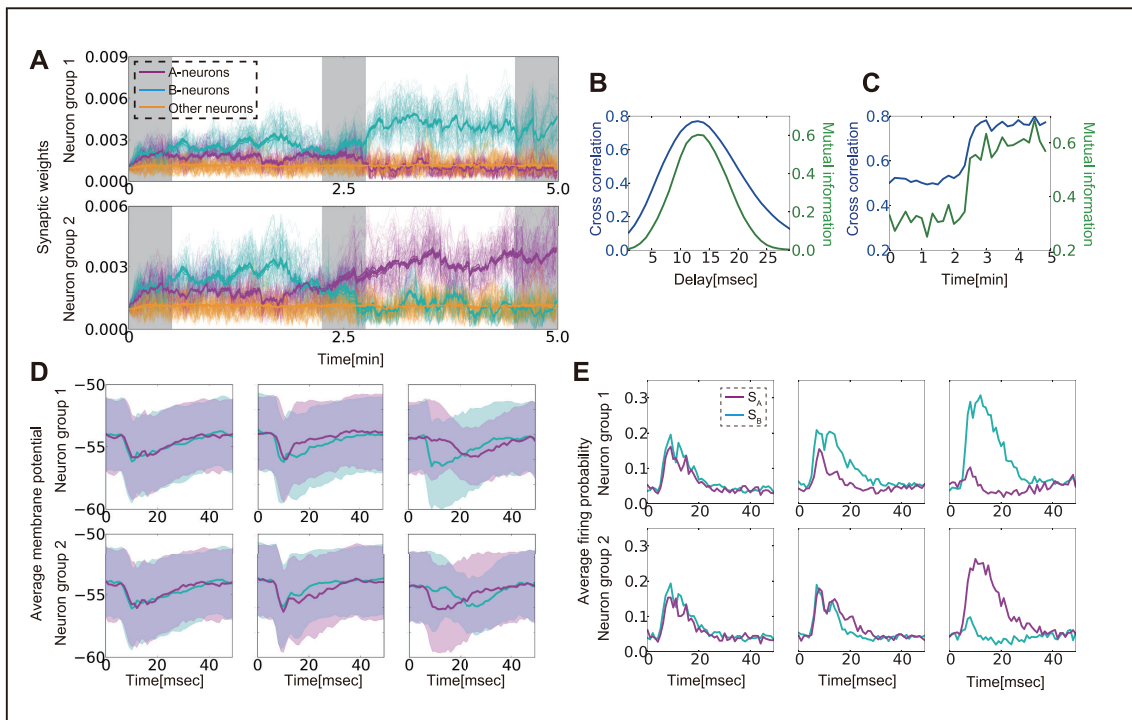 A
Synaptic weights
Neuron group 1
0.009
0.006
0.003
0.000
A-neurons
B-neurons
Other neurons
0
2.5
5.0
Neuron group 2
0.006
0.003
0.000
0
2.5
5.0
Time[min]
B
Cross correlation
0.8
0.6
0.4
0.2
0.0
5 10 15 20 25
Delay[msec]
Mutual information
0.6
0.4
0.2
0.0
C
Cross correlation
0.8
0.6
0.4
0.2
0 1 2 3 4 5
Time[min]
Mutual information
0.6
0.4
0.2
D
Average membrane potential
Neuron group 1
−50
−55
−60
0 20 40
0 20 40
0 20 40
Neuron group 2
−50
−55
−60
0 20 40
0 20 40
0 20 40
Time[msec]
Time[msec]
Time[msec]
E
Average firing probability
Neuron group 1
0.3
0.2
0.1
0.0
S_A
S_B
0 20 40
0 20 40
0 20 40
Neuron group 2
0.3
0.2
0.1
0.0
0 20 40
0 20 40
0 20 40
Time[msec]
Time[msec]
Time[msec]